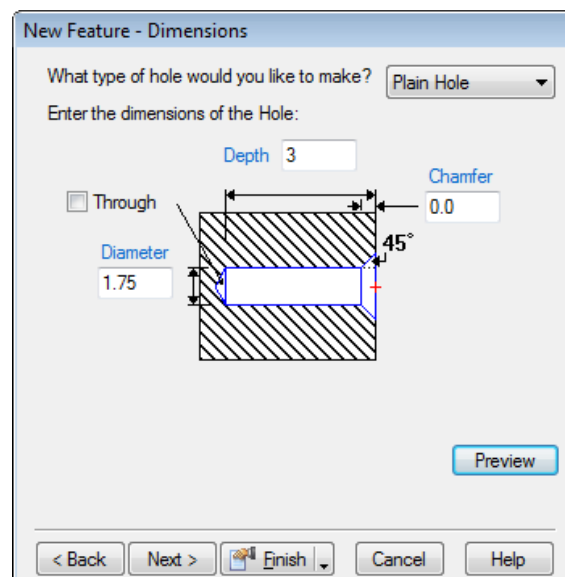 New Feature - Dimensions
What type of hole would you like to make? Plain Hole
Enter the dimensions of the Hole:
Depth 3
Chamfer
Through
0.0
45°
Diameter
1.75
Preview
< Back Next > Finish Cancel Help